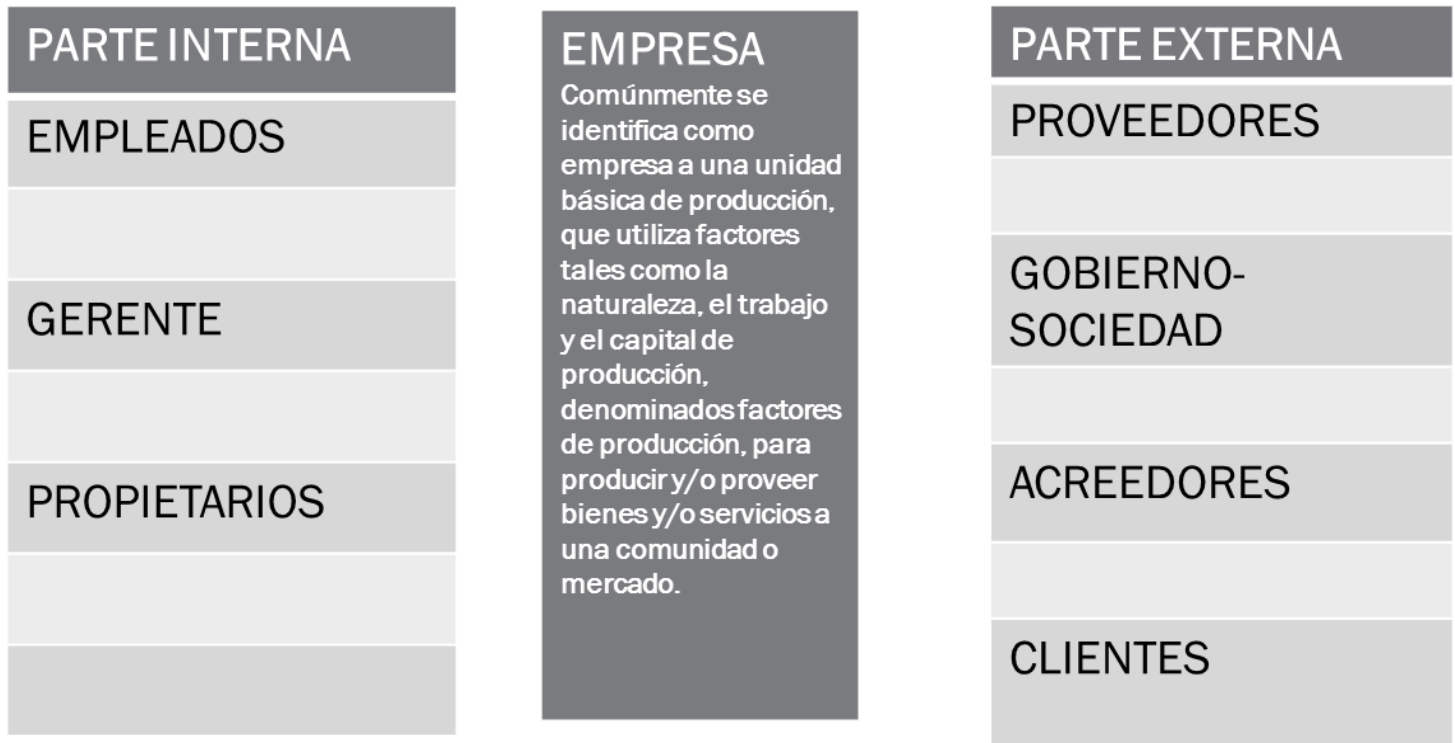 PARTE INTERNA
EMPLEADOS
GERENTE
PROPIETARIOS
EMPRESA
Comúnmente se
identifica como
empresa a una unidad
básica de producción,
que utiliza factores
tales como la
naturaleza, el trabajo
y el capital de
producción,
denominados factores
de producción, para
producir y/o proveer
bienes y/o servicios a
una comunidad o
mercado.
PARTE EXTERNA
PROVEEDORES
GOBIERNO-
SOCIEDAD
ACREEDORES
CLIENTES